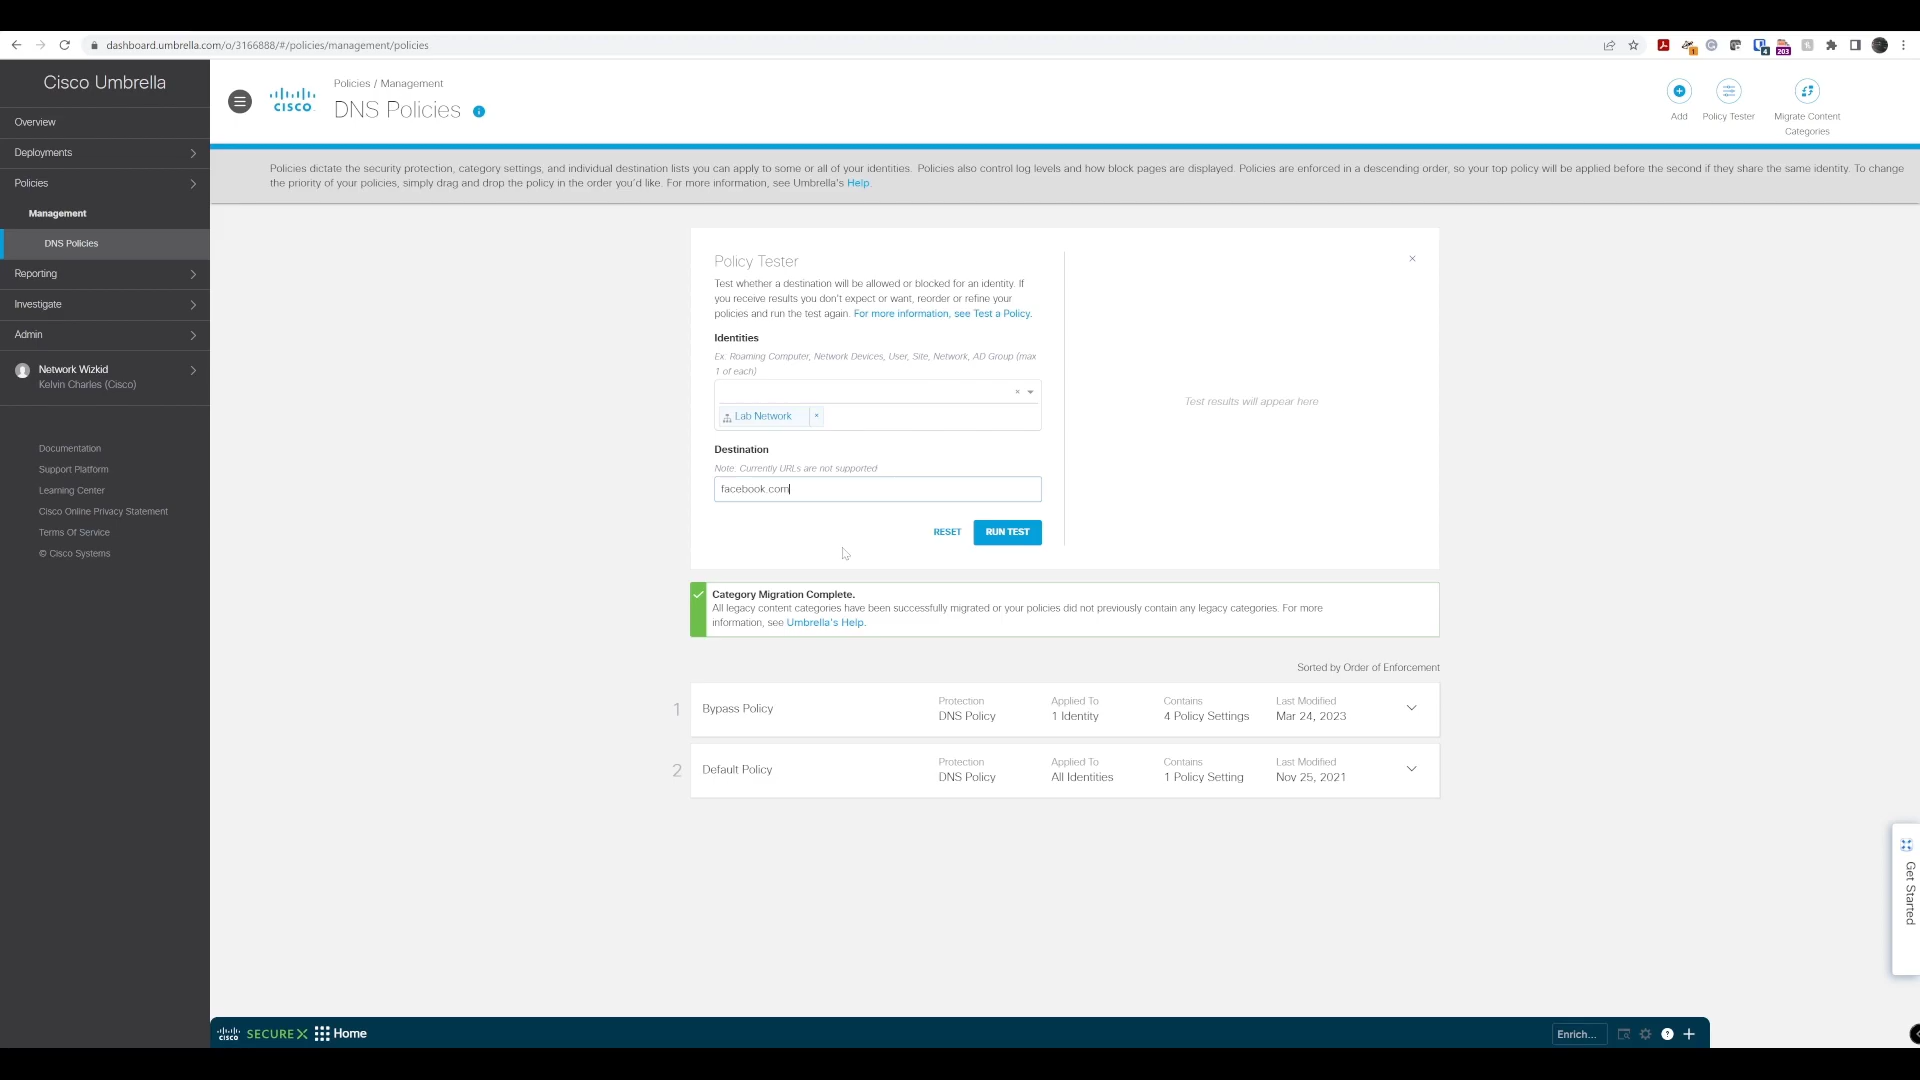 dashboard.umbrella.com/o/3166888/#/policies/management/policies
1
4
203
Cisco Umbrella
Overview
Deployments
Policies
Management
DNS Policies
Reporting
Investigate
Admin
Network Wizkid
Kelvin Charles (Cisco)
Documentation
Support Platform
Learning Center
Cisco Online Privacy Statement
Terms Of Service
© Cisco Systems
CISCO
Policies / Management
DNS Policies
Add
Policy Tester
Migrate Content
Categories
Policies dictate the security protection, category settings, and individual destination lists you can apply to some or all of your identities. Policies also control log levels and how block pages are displayed. Policies are enforced in a descending order, so your top policy will be applied before the second if they share the same identity. To change
the priority of your policies, simply drag and drop the policy in the order you'd like. For more information, see Umbrella's Help.
Policy Tester
Test whether a destination will be allowed or blocked for an identity. If
you receive results you don't expect or want, reorder or refine your
policies and run the test again. For more information, see Test a Policy.
Identities
Ex. Roaming Computer, Network Devices, User, Site, Network, AD Group (max
1 of each)
Lab Network
Destination
Note: Currently URLs are not supported
facebook.com
RESET
RUN TEST
Test results will appear here
Category Migration Complete.
All legacy content categories have been successfully migrated or your policies did not previously contain any legacy categories. For more
information, see Umbrella's Help.
Sorted by Order of Enforcement
1
Bypass Policy
Protection
DNS Policy
Applied To
1 Identity
Contains
4 Policy Settings
Last Modified
Mar 24, 2023
2
Default Policy
Protection
DNS Policy
Applied To
All Identities
Contains
1 Policy Setting
Last Modified
Nov 25, 2021
Get Started
CISCO
SECUREX
Home
Enrich...